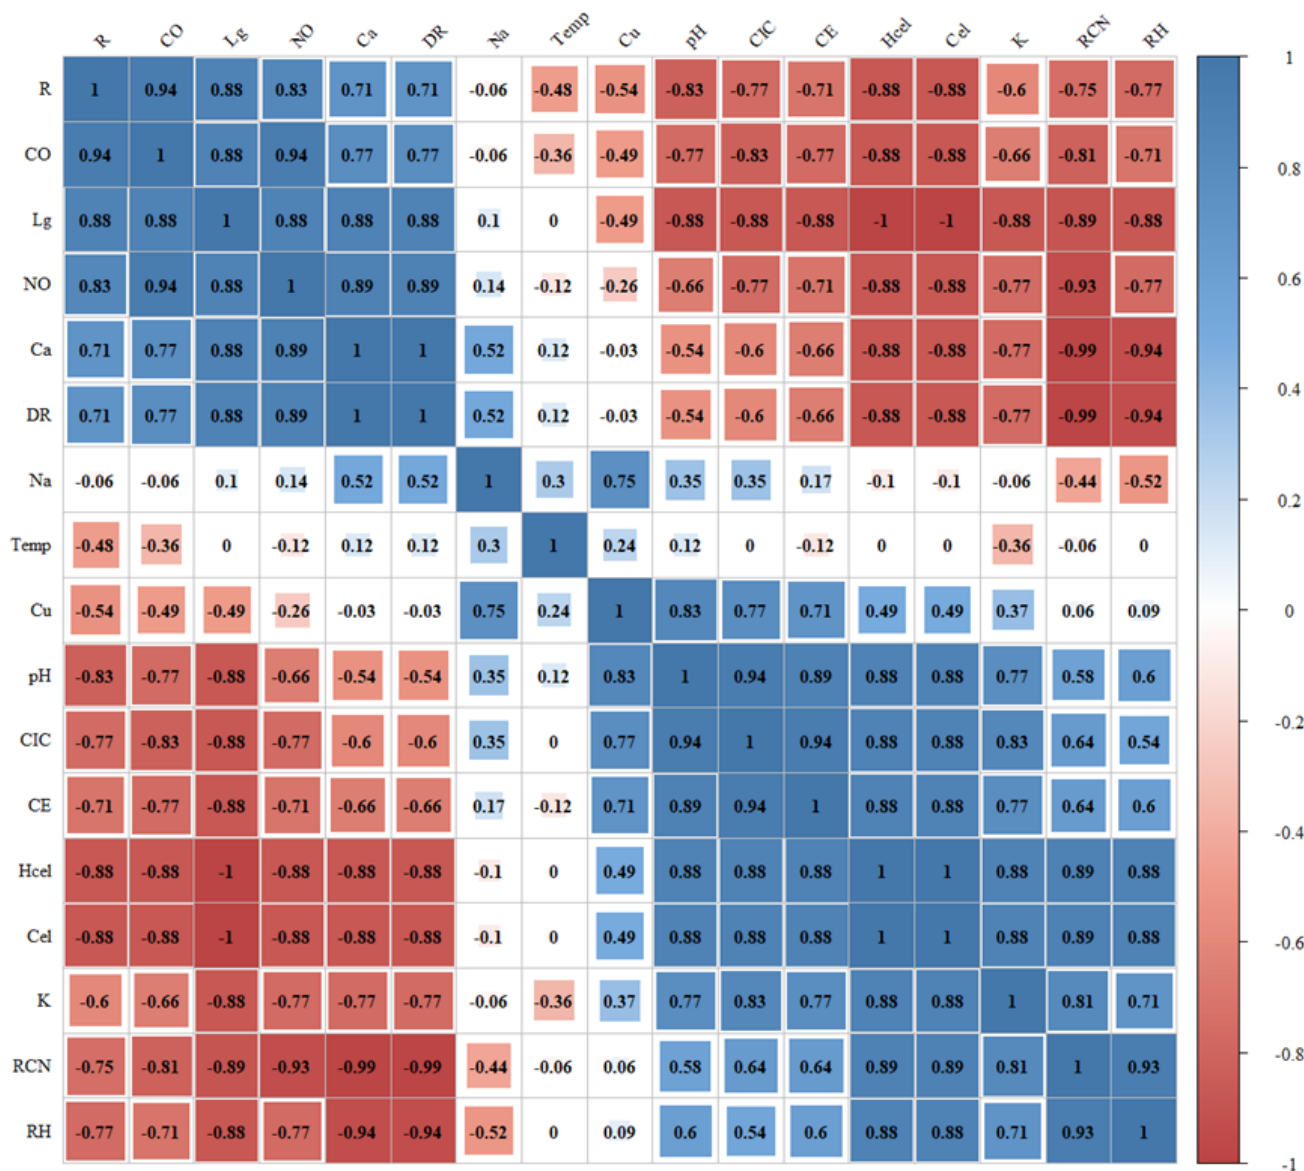 R CO Lg NO Ca DR Na Temp Cu pH CIC CE Hcel Cel K RCN RH
R 1 0.94 0.88 0.83 0.71 0.71 -0.06 -0.48 -0.54 -0.83 -0.77 -0.71 -0.88 -0.88 -0.6 -0.75 -0.77
CO 0.94 1 0.88 0.94 0.77 0.77 -0.06 -0.36 -0.49 -0.77 -0.83 -0.77 -0.88 -0.88 -0.66 -0.81 -0.71
Lg 0.88 0.88 1 0.88 0.88 0.88 0.1 0 -0.49 -0.88 -0.88 -0.88 -1 -1 -0.88 -0.89 -0.88
NO 0.83 0.94 0.88 1 0.89 0.89 0.14 -0.12 -0.26 -0.66 -0.77 -0.71 -0.88 -0.88 -0.77 -0.93 -0.77
Ca 0.71 0.77 0.88 0.89 1 1 0.52 0.12 -0.03 -0.54 -0.6 -0.66 -0.88 -0.88 -0.77 -0.99 -0.94
DR 0.71 0.77 0.88 0.89 1 1 0.52 0.12 -0.03 -0.54 -0.6 -0.66 -0.88 -0.88 -0.77 -0.99 -0.94
Na -0.06 -0.06 0.1 0.14 0.52 0.52 1 0.3 0.75 0.35 0.35 0.17 -0.1 -0.1 -0.06 -0.44 -0.52
Temp -0.48 -0.36 0 -0.12 0.12 0.12 0.3 1 0.24 0.12 0 -0.12 0 0 -0.36 -0.06 0
Cu -0.54 -0.49 -0.49 -0.26 -0.03 -0.03 0.75 0.24 1 0.83 0.77 0.71 0.49 0.49 0.37 0.06 0.09
pH -0.83 -0.77 -0.88 -0.66 -0.54 -0.54 0.35 0.12 0.83 1 0.94 0.89 0.88 0.88 0.77 0.58 0.6
CIC -0.77 -0.83 -0.88 -0.77 -0.6 -0.6 0.35 0 0.77 0.94 1 0.94 0.88 0.88 0.83 0.64 0.54
CE -0.71 -0.77 -0.88 -0.71 -0.66 -0.66 0.17 -0.12 0.71 0.89 0.94 1 0.88 0.88 0.77 0.64 0.6
Hcel -0.88 -0.88 -1 -0.88 -0.88 -0.88 -0.1 0 0.49 0.88 0.88 0.88 1 1 0.88 0.89 0.88
Cel -0.88 -0.88 -1 -0.88 -0.88 -0.88 -0.1 0 0.49 0.88 0.88 0.88 1 1 0.88 0.89 0.88
K -0.6 -0.66 -0.88 -0.77 -0.77 -0.77 -0.06 -0.36 0.37 0.77 0.83 0.77 0.88 0.88 1 0.81 0.71
RCN -0.75 -0.81 -0.89 -0.93 -0.99 -0.99 -0.44 -0.06 0.06 0.58 0.64 0.64 0.89 0.89 0.81 1 0.93
RH -0.77 -0.71 -0.88 -0.77 -0.94 -0.94 -0.52 0 0.09 0.6 0.54 0.6 0.88 0.88 0.71 0.93 1
1
0.8
0.6
0.4
0.2
0
-0.2
-0.4
-0.6
-0.8
-1